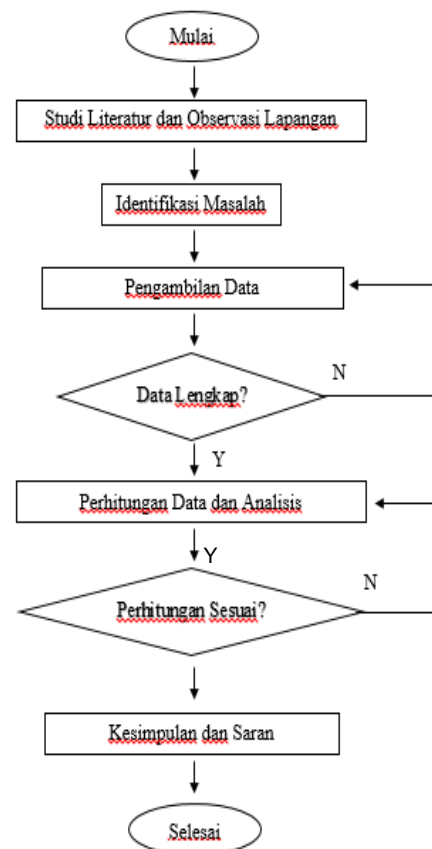 Mulai
Studi Literatur dan Observasi Lapangan
Identifikasi Masalah
Pengambilan Data
Data Lengkap?
N
Y
Perhitungan Data dan Analisis
Y
Perhitungan Sesuai?
N
Kesimpulan dan Saran
Selesai